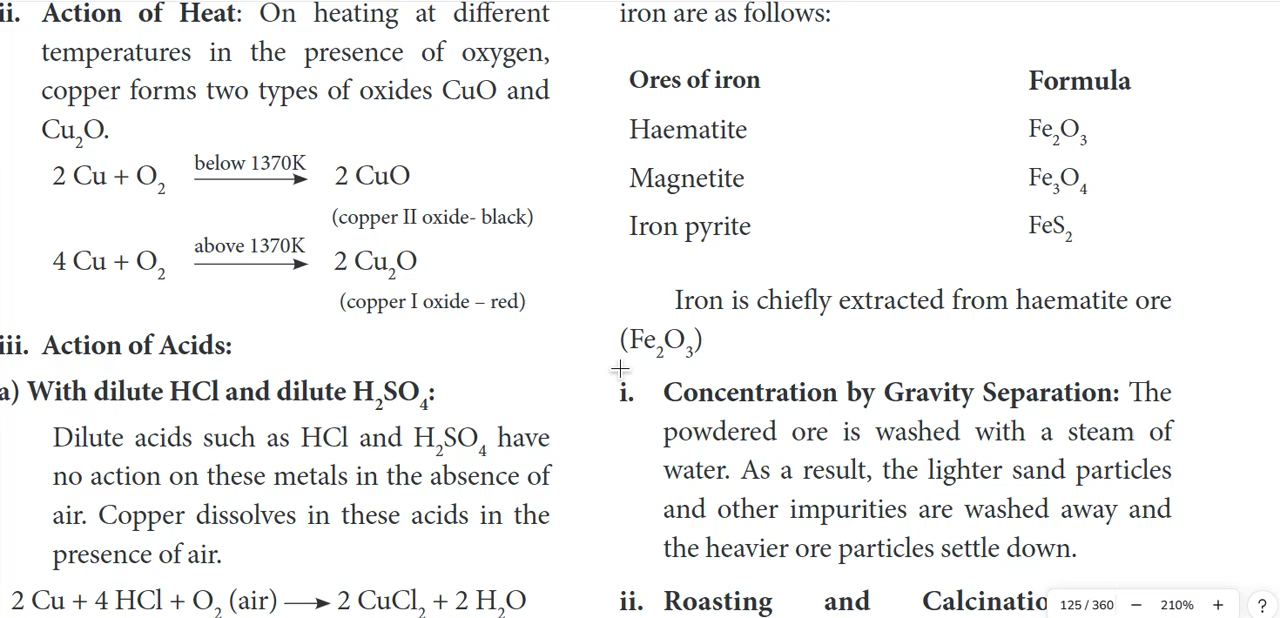 ii. Action of Heat: On heating at different
temperatures in the presence of oxygen,
copper forms two types of oxides CuO and
Cu₂O.
2 Cu + O₂ below 1370K ⟶ 2 CuO
(copper II oxide- black)
4 Cu + O₂ above 1370K ⟶ 2 Cu₂O
(copper I oxide – red)
iii. Action of Acids:
a) With dilute HCl and dilute H₂SO₄:
Dilute acids such as HCl and H₂SO₄ have
no action on these metals in the absence of
air. Copper dissolves in these acids in the
presence of air.
2 Cu + 4 HCl + O₂ (air) ⟶ 2 CuCl₂ + 2 H₂O
iron are as follows:
Ores of iron Formula
Haematite Fe₂O₃
Magnetite Fe₃O₄
Iron pyrite FeS₂
Iron is chiefly extracted from haematite ore
(Fe₂O₃)
i. Concentration by Gravity Separation: The
powdered ore is washed with a steam of
water. As a result, the lighter sand particles
and other impurities are washed away and
the heavier ore particles settle down.
ii. Roasting and Calcinatio
125 / 360 − 210% + ?